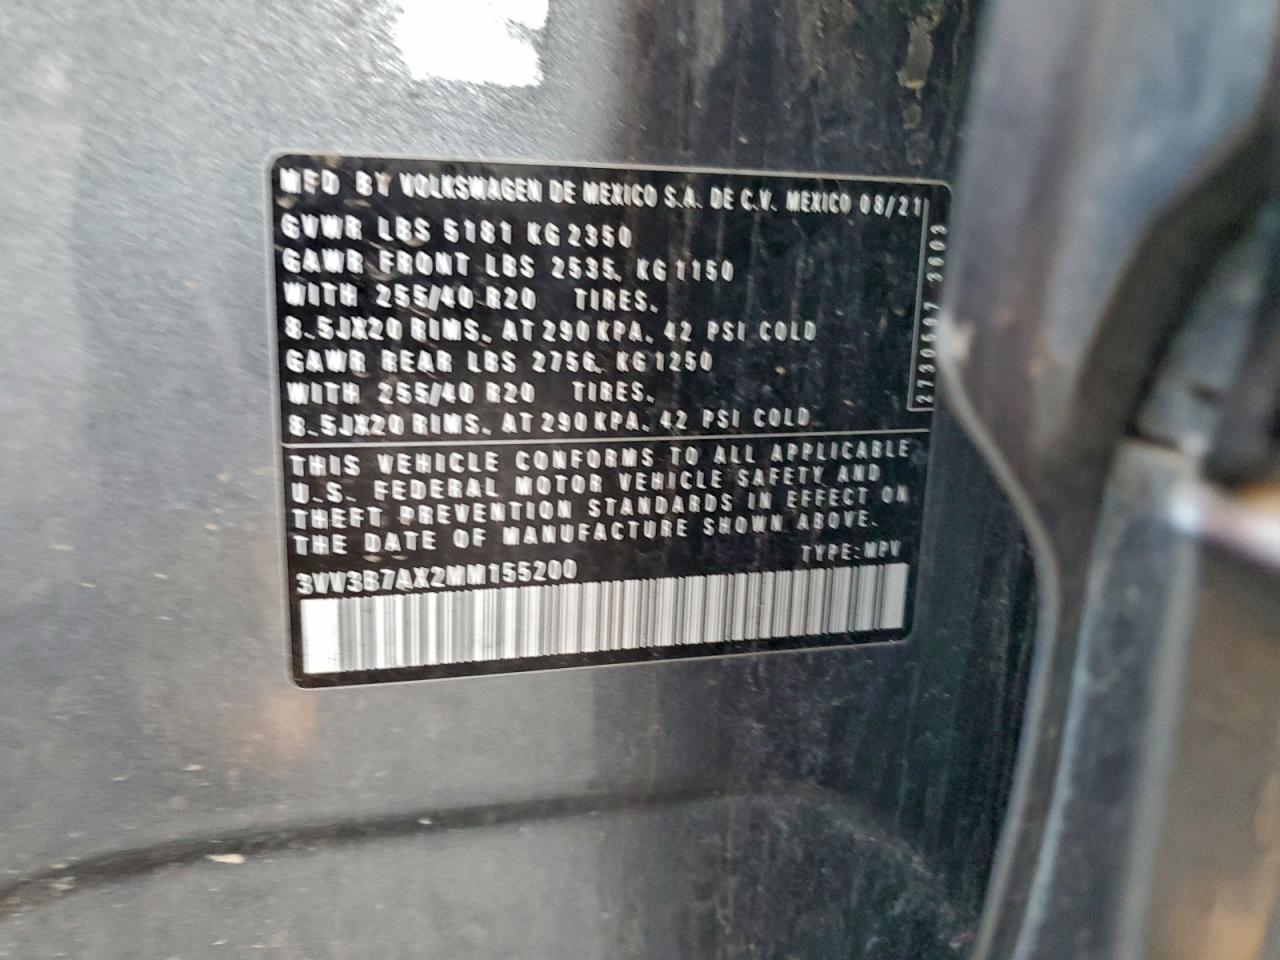 MFD BY VOLKSWAGEN DE MEXICO S.A. DE C.V. MEXICO 08/21
GVWR LBS 5181 KG 2350
GAWR FRONT LBS 2535, KG 1150
WITH 255/40 R20 TIRES,
8.5JX20 RIMS, AT 290 KPA, 42 PSI COLD
GAWR REAR LBS 2756, KG 1250
WITH 255/40 R20 TIRES,
8.5JX20 RIMS, AT 290 KPA, 42 PSI COLD
THIS VEHICLE CONFORMS TO ALL APPLICABLE
U.S. FEDERAL MOTOR VEHICLE SAFETY AND
THEFT PREVENTION STANDARDS IN EFFECT ON
THE DATE OF MANUFACTURE SHOWN ABOVE.
TYPE:MPV
3VV3B7AX2MM155200